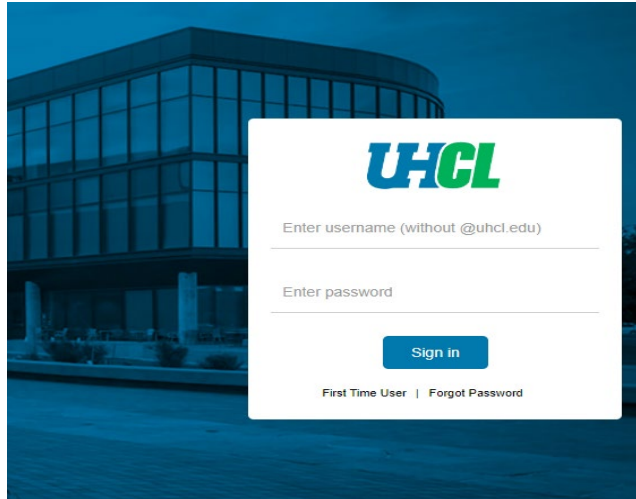 UHCL
Enter username (without @uhcl.edu)
Enter password
Sign in
First Time User | Forgot Password